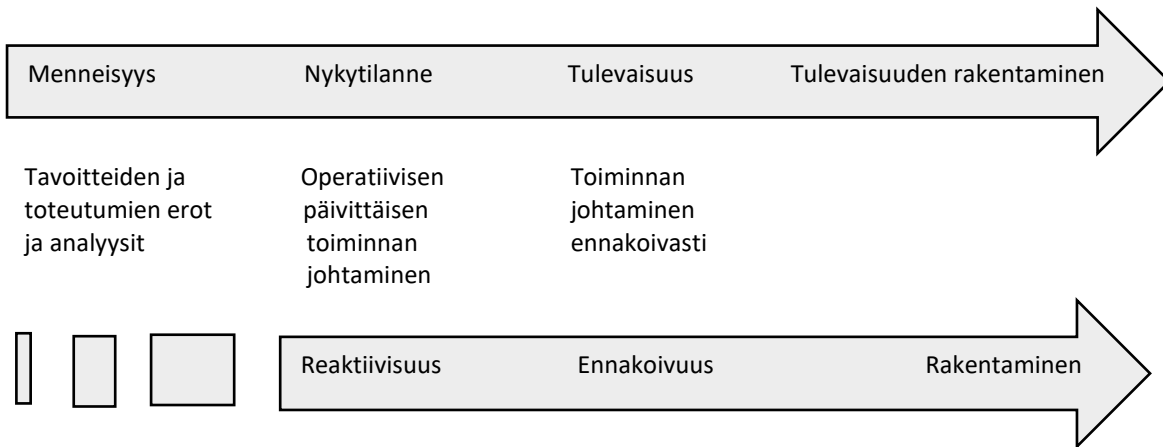 Menneisyys Nykytilanne Tulevaisuus Tulevaisuuden rakentaminen
Tavoitteiden ja
toteutumien erot
ja analyysit
Operatiivisen
päivittäisen
toiminnan
johtaminen
Toiminnan
johtaminen
ennakoivasti
Reaktiivisuus Ennakoivuus Rakentaminen